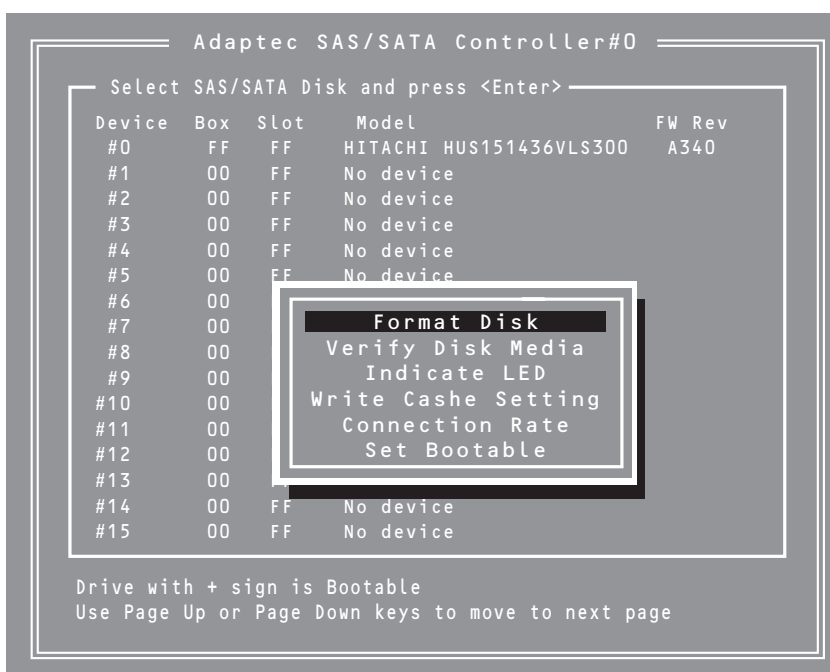 Adaptec SAS/SATA Controller#0
Select SAS/SATA Disk and press <Enter>
Device Box Slot Model FW Rev
#0 FF FF HITACHI HUS151436VLS300 A340
#1 00 FF No device
#2 00 FF No device
#3 00 FF No device
#4 00 FF No device
#5 00 FF No device
#6 00
#7 00
#8 00
#9 00
#10 00
#11 00
#12 00
#13 00
#14 00 FF No device
#15 00 FF No device
Format Disk
Verify Disk Media
Indicate LED
Write Cashe Setting
Connection Rate
Set Bootable
Drive with + sign is Bootable
Use Page Up or Page Down keys to move to next page